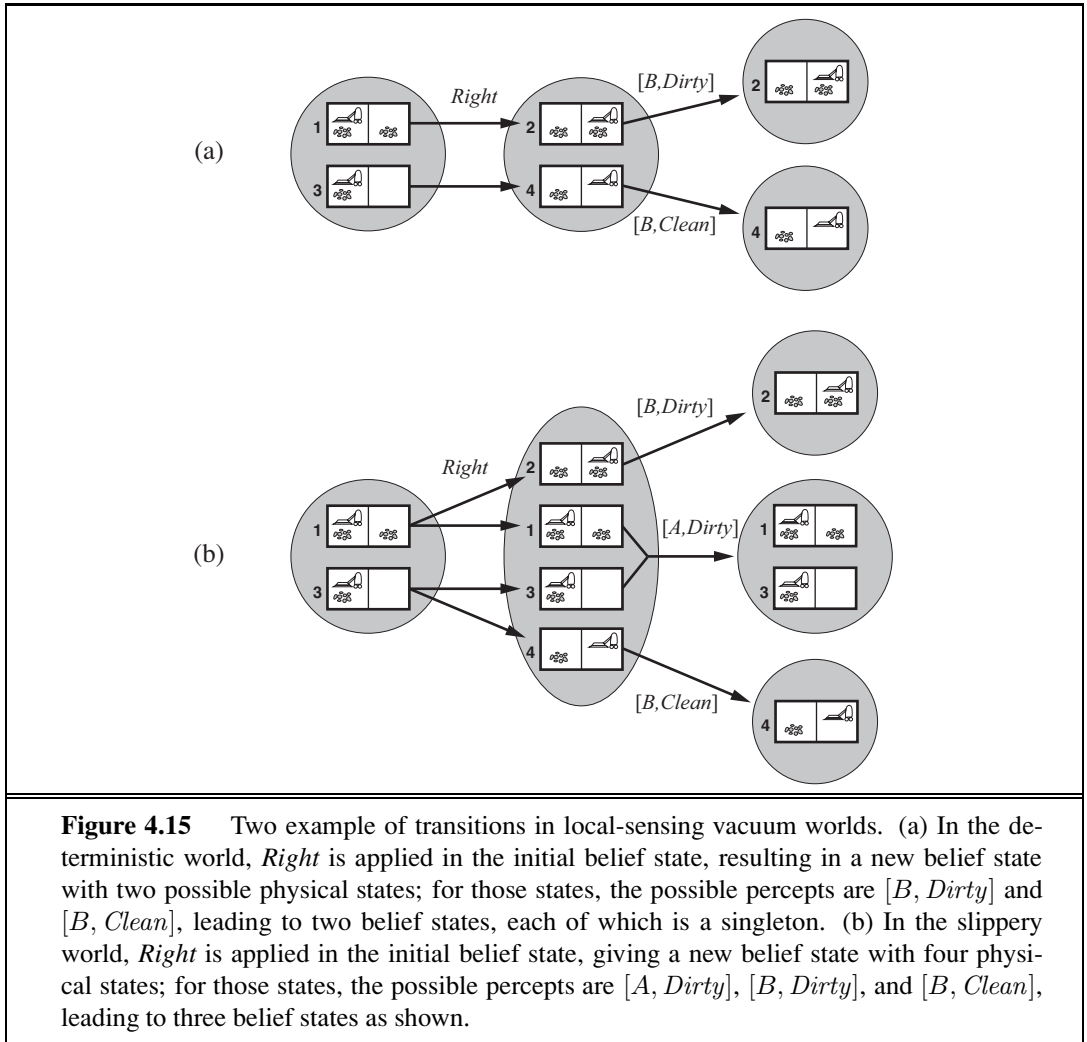 Right
[B,Dirty]
2
1
2
(a)
3
4
[B,Clean]
4
2
[B,Dirty]
Right
2
1
1
[A,Dirty]
1
(b)
3
3
3
4
[B,Clean]
4
Figure 4.15 Two example of transitions in local-sensing vacuum worlds. (a) In the de-
terministic world, Right is applied in the initial belief state, resulting in a new belief state
with two possible physical states; for those states, the possible percepts are [B, Dirty] and
[B, Clean], leading to two belief states, each of which is a singleton. (b) In the slippery
world, Right is applied in the initial belief state, giving a new belief state with four physi-
cal states; for those states, the possible percepts are [A, Dirty], [B, Dirty], and [B, Clean],
leading to three belief states as shown.